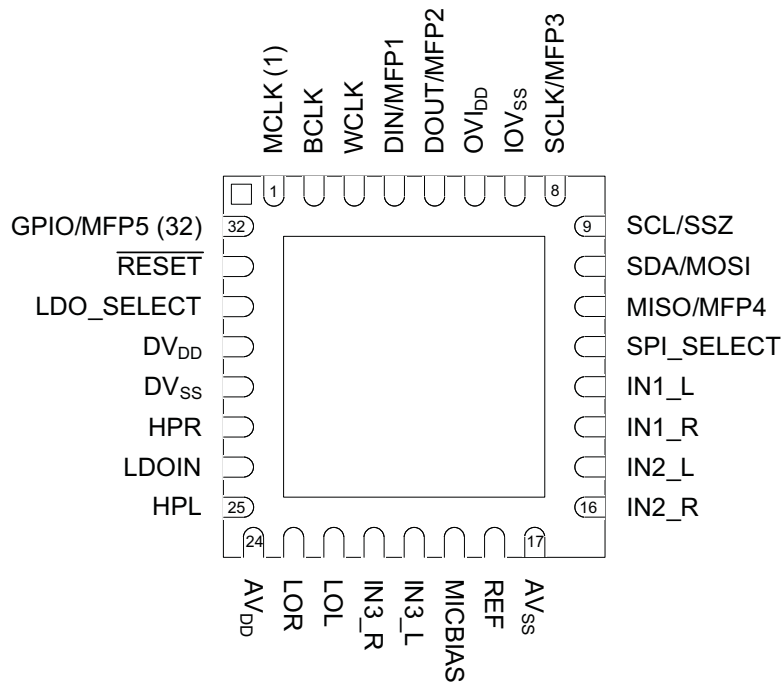 MCLK (1)
BCLK
WCLK
DIN/MFP1
DOUT/MFP2
OVIDD
IOVSS
SCLK/MFP3
1
8
GPIO/MFP5 (32)
32
9
SCL/SSZ
RESET
SDA/MOSI
LDO_SELECT
MISO/MFP4
DVDD
SPI_SELECT
DVSS
IN1_L
HPR
IN1_R
LDOIN
IN2_L
HPL
25
16
IN2_R
24
17
AVDD
LOR
LOL
IN3_R
IN3_L
MICBIAS
REF
AVSS